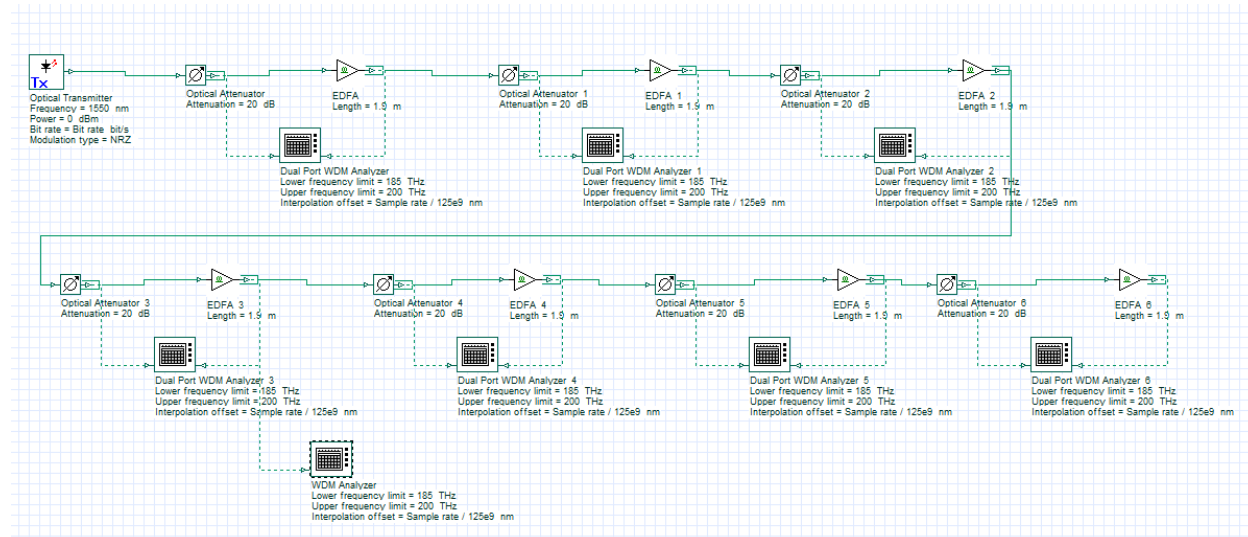 Tx
Optical Transmitter
Frequency = 1550 nm
Power = 0 dBm
Bit rate = Bit rate bit/s
Modulation type = NRZ
Optical Attenuator
Attenuation = 20 dB
EDFA
Length = 1.9 m
Optical Attenuator 1
Attenuation = 20 dB
EDFA 1
Length = 1.9 m
Optical Attenuator 2
Attenuation = 20 dB
EDFA 2
Length = 1.9 m
Dual Port WDM Analyzer
Lower frequency limit = 185 THz
Upper frequency limit = 200 THz
Interpolation offset = Sample rate / 125e9 nm
Dual Port WDM Analyzer 1
Lower frequency limit = 185 THz
Upper frequency limit = 200 THz
Interpolation offset = Sample rate / 125e9 nm
Dual Port WDM Analyzer 2
Lower frequency limit = 185 THz
Upper frequency limit = 200 THz
Interpolation offset = Sample rate / 125e9 nm
Optical Attenuator 3
Attenuation = 20 dB
EDFA 3
Length = 1.9 m
Optical Attenuator 4
Attenuation = 20 dB
EDFA 4
Length = 1.9 m
Optical Attenuator 5
Attenuation = 20 dB
EDFA 5
Length = 1.9 m
Optical Attenuator 6
Attenuation = 20 dB
EDFA 6
Length = 1.9 m
Dual Port WDM Analyzer 3
Lower frequency limit = 185 THz
Upper frequency limit = 200 THz
Interpolation offset = Sample rate / 125e9 nm
Dual Port WDM Analyzer 4
Lower frequency limit = 185 THz
Upper frequency limit = 200 THz
Interpolation offset = Sample rate / 125e9 nm
Dual Port WDM Analyzer 5
Lower frequency limit = 185 THz
Upper frequency limit = 200 THz
Interpolation offset = Sample rate / 125e9 nm
Dual Port WDM Analyzer 6
Lower frequency limit = 185 THz
Upper frequency limit = 200 THz
Interpolation offset = Sample rate / 125e9 nm
WDM Analyzer
Lower frequency limit = 185 THz
Upper frequency limit = 200 THz
Interpolation offset = Sample rate / 125e9 nm